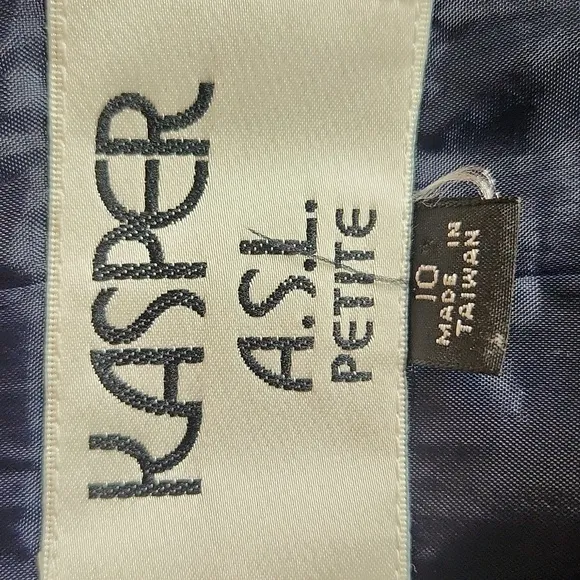 KASPER
A.S.L.
PETITE
10
MADE IN
TAIWAN